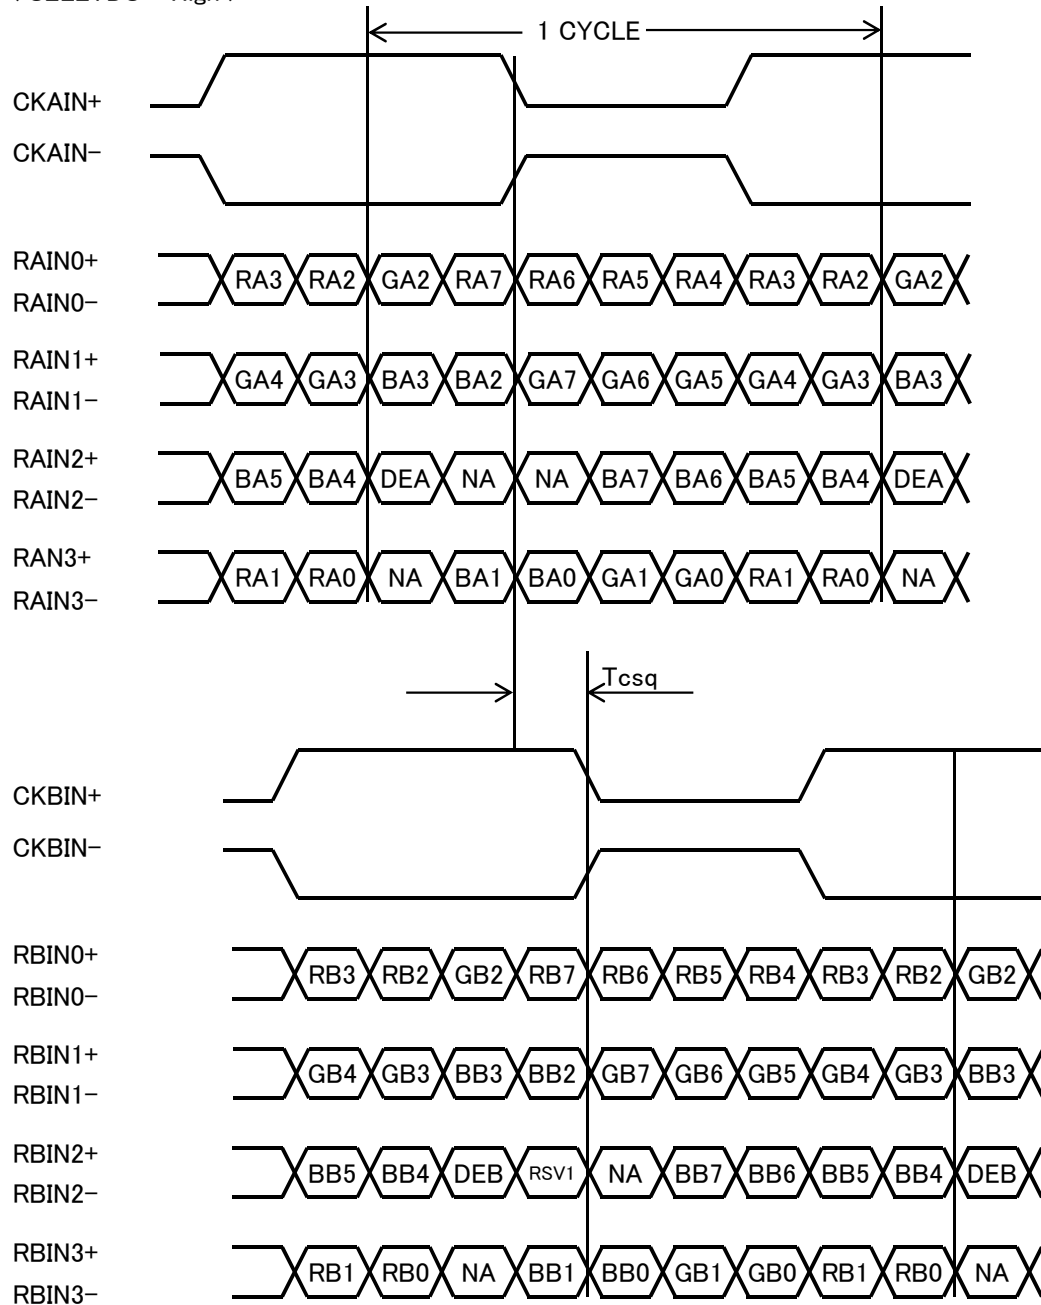 1 CYCLE
CKAIN+
CKAIN-
RAIN0+
RA3 RA2 GA2 RA7 RA6 RA5 RA4 RA3 RA2 GA2
RAIN0-
RAIN1+
GA4 GA3 BA3 BA2 GA7 GA6 GA5 GA4 GA3 BA3
RAIN1-
RAIN2+
BA5 BA4 DEA NA NA BA7 BA6 BA5 BA4 DEA
RAIN2-
RAN3+
RA1 RA0 NA BA1 BA0 GA1 GA0 RA1 RA0 NA
RAIN3-
Tcsq
CKBIN+
CKBIN-
RBIN0+
RB3 RB2 GB2 RB7 RB6 RB5 RB4 RB3 RB2 GB2
RBIN0-
RBIN1+
GB4 GB3 BB3 BB2 GB7 GB6 GB5 GB4 GB3 BB3
RBIN1-
RBIN2+
BB5 BB4 DEB RSV1 NA BB7 BB6 BB5 BB4 DEB
RBIN2-
RBIN3+
RB1 RB0 NA BB1 BB0 GB1 GB0 RB1 RB0 NA
RBIN3-